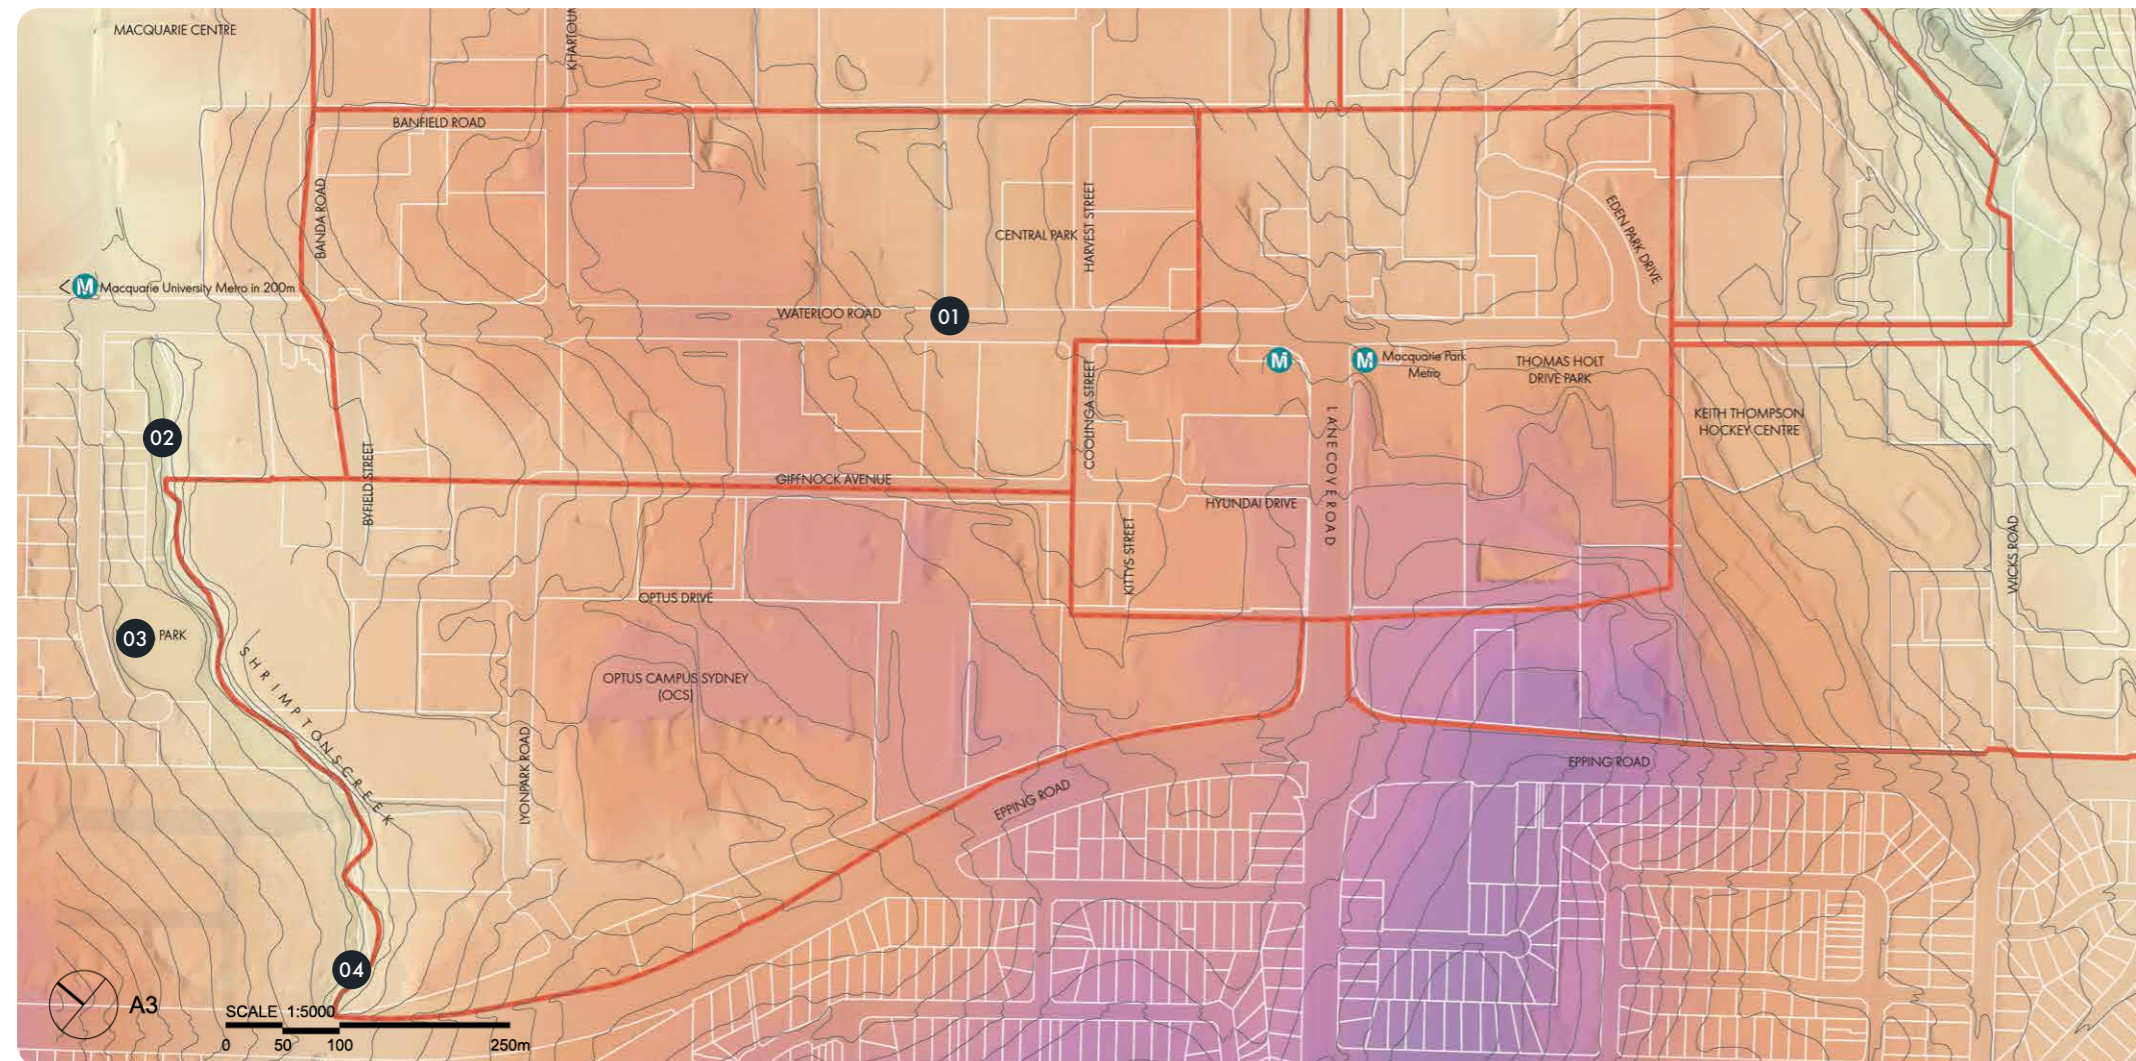 MACQUARIE CENTRE
BANFIELD ROAD
BANDA ROAD
HARVEST STREET
CENTRAL PARK
EDEN PARK DRIVE
< M Macquarie University Metro in 200m
WATERLOO ROAD
01
M
M Macquarie Park
Metro
THOMAS HOLT
DRIVE PARK
COOLINGA STREET
LANE COVE ROAD
KEITH THOMPSON
HOCKEY CENTRE
02
BYFIELD STREET
GIFFNOCK AVENUE
HYUNDAI DRIVE
KITTYS STREET
WICKS ROAD
OPTUS DRIVE
03
PARK
SHRIMPTONS CREEK
OPTUS CAMPUS SYDNEY
(OCS)
LYONPARK ROAD
EPPING ROAD
EPPING ROAD
04
A3
SCALE 1:5000
0 50 100 250m